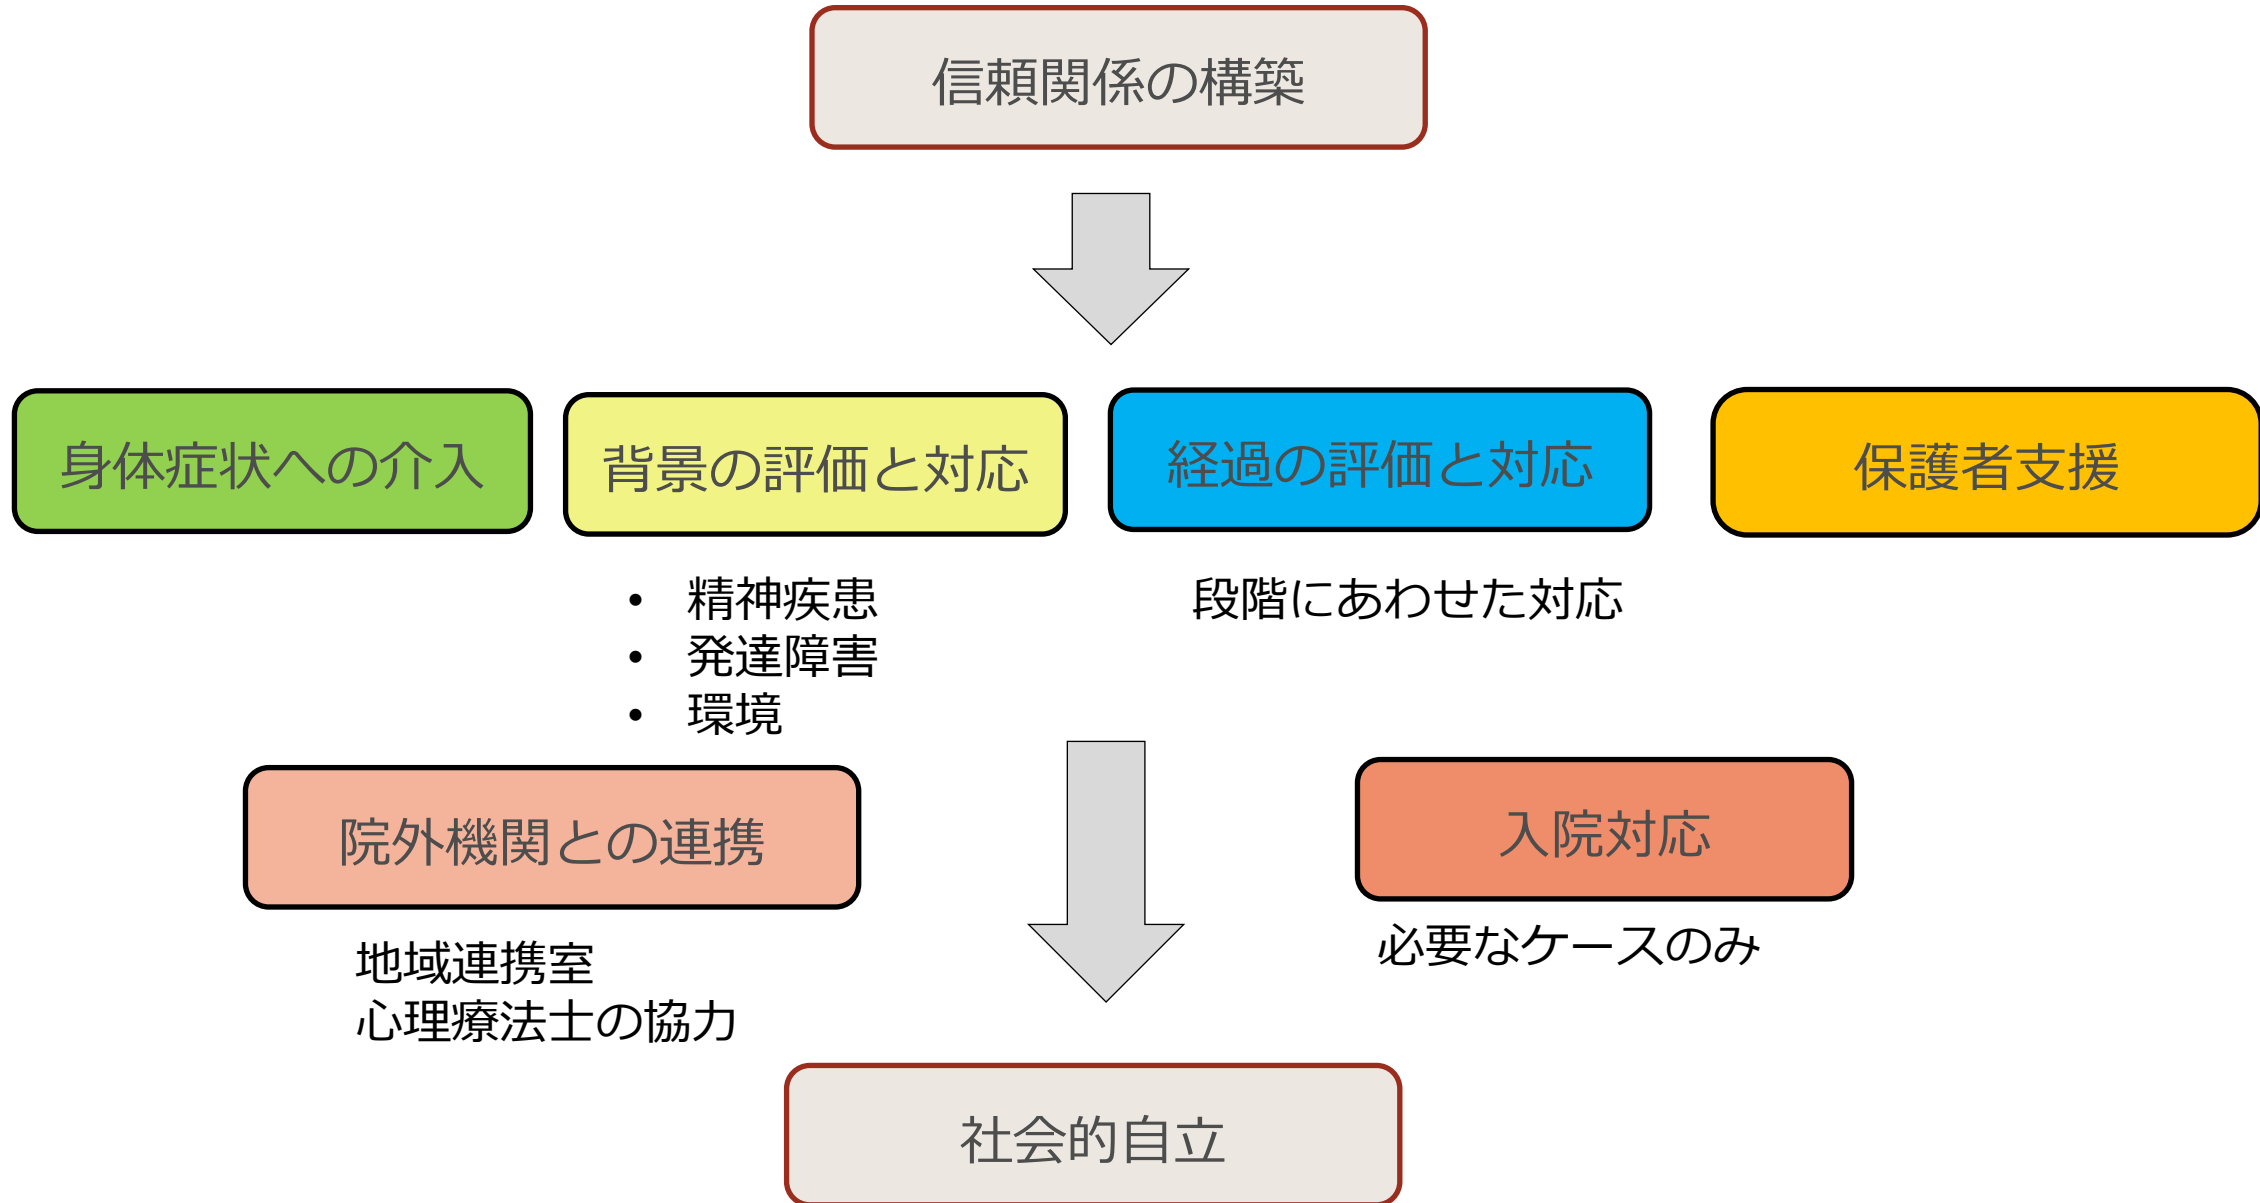 信頼関係の構築
身体症状への介入
背景の評価と対応
経過の評価と対応
保護者支援
• 精神疾患
• 発達障害
• 環境
段階にあわせた対応
院外機関との連携
入院対応
地域連携室
心理療法士の協力
必要なケースのみ
社会的自立